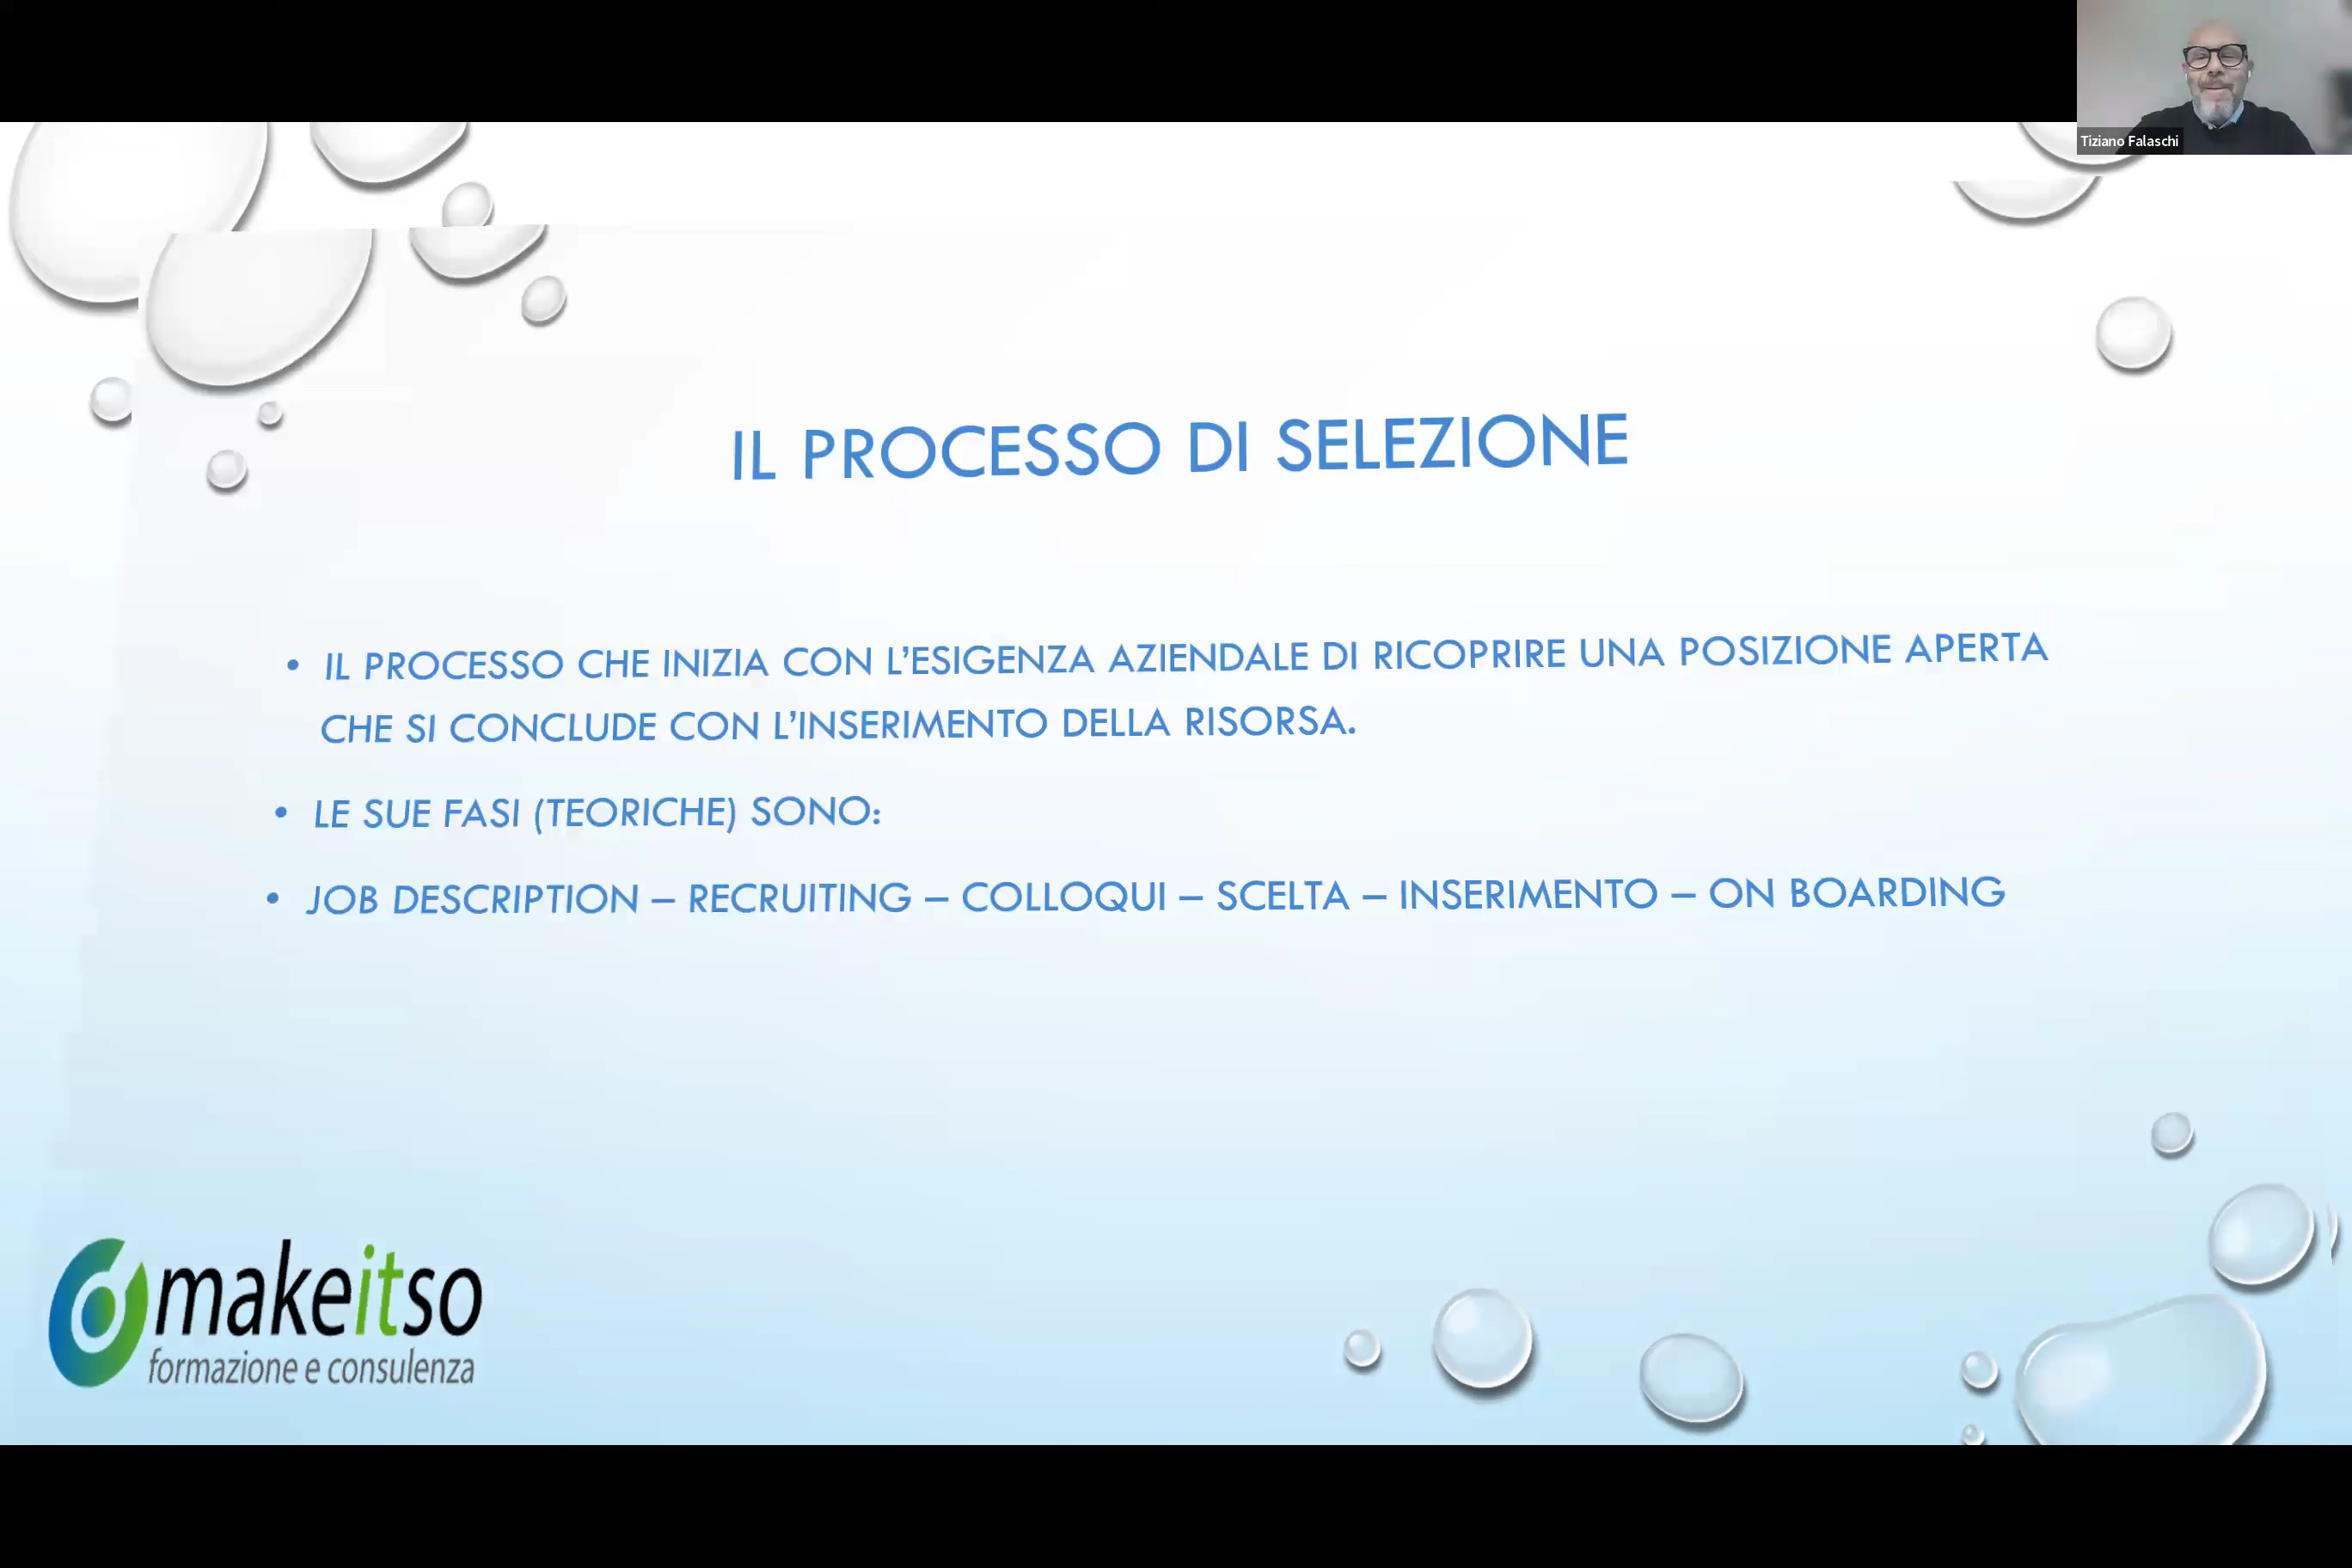 Tiziano Falaschi
IL PROCESSO DI SELEZIONE
• IL PROCESSO CHE INIZIA CON L’ESIGENZA AZIENDALE DI RICOPRIRE UNA POSIZIONE APERTA
CHE SI CONCLUDE CON L’INSERIMENTO DELLA RISORSA.
• LE SUE FASI (TEORICHE) SONO:
• JOB DESCRIPTION – RECRUITING – COLLOQUI – SCELTA – INSERIMENTO – ON BOARDING
makeitso
formazione e consulenza